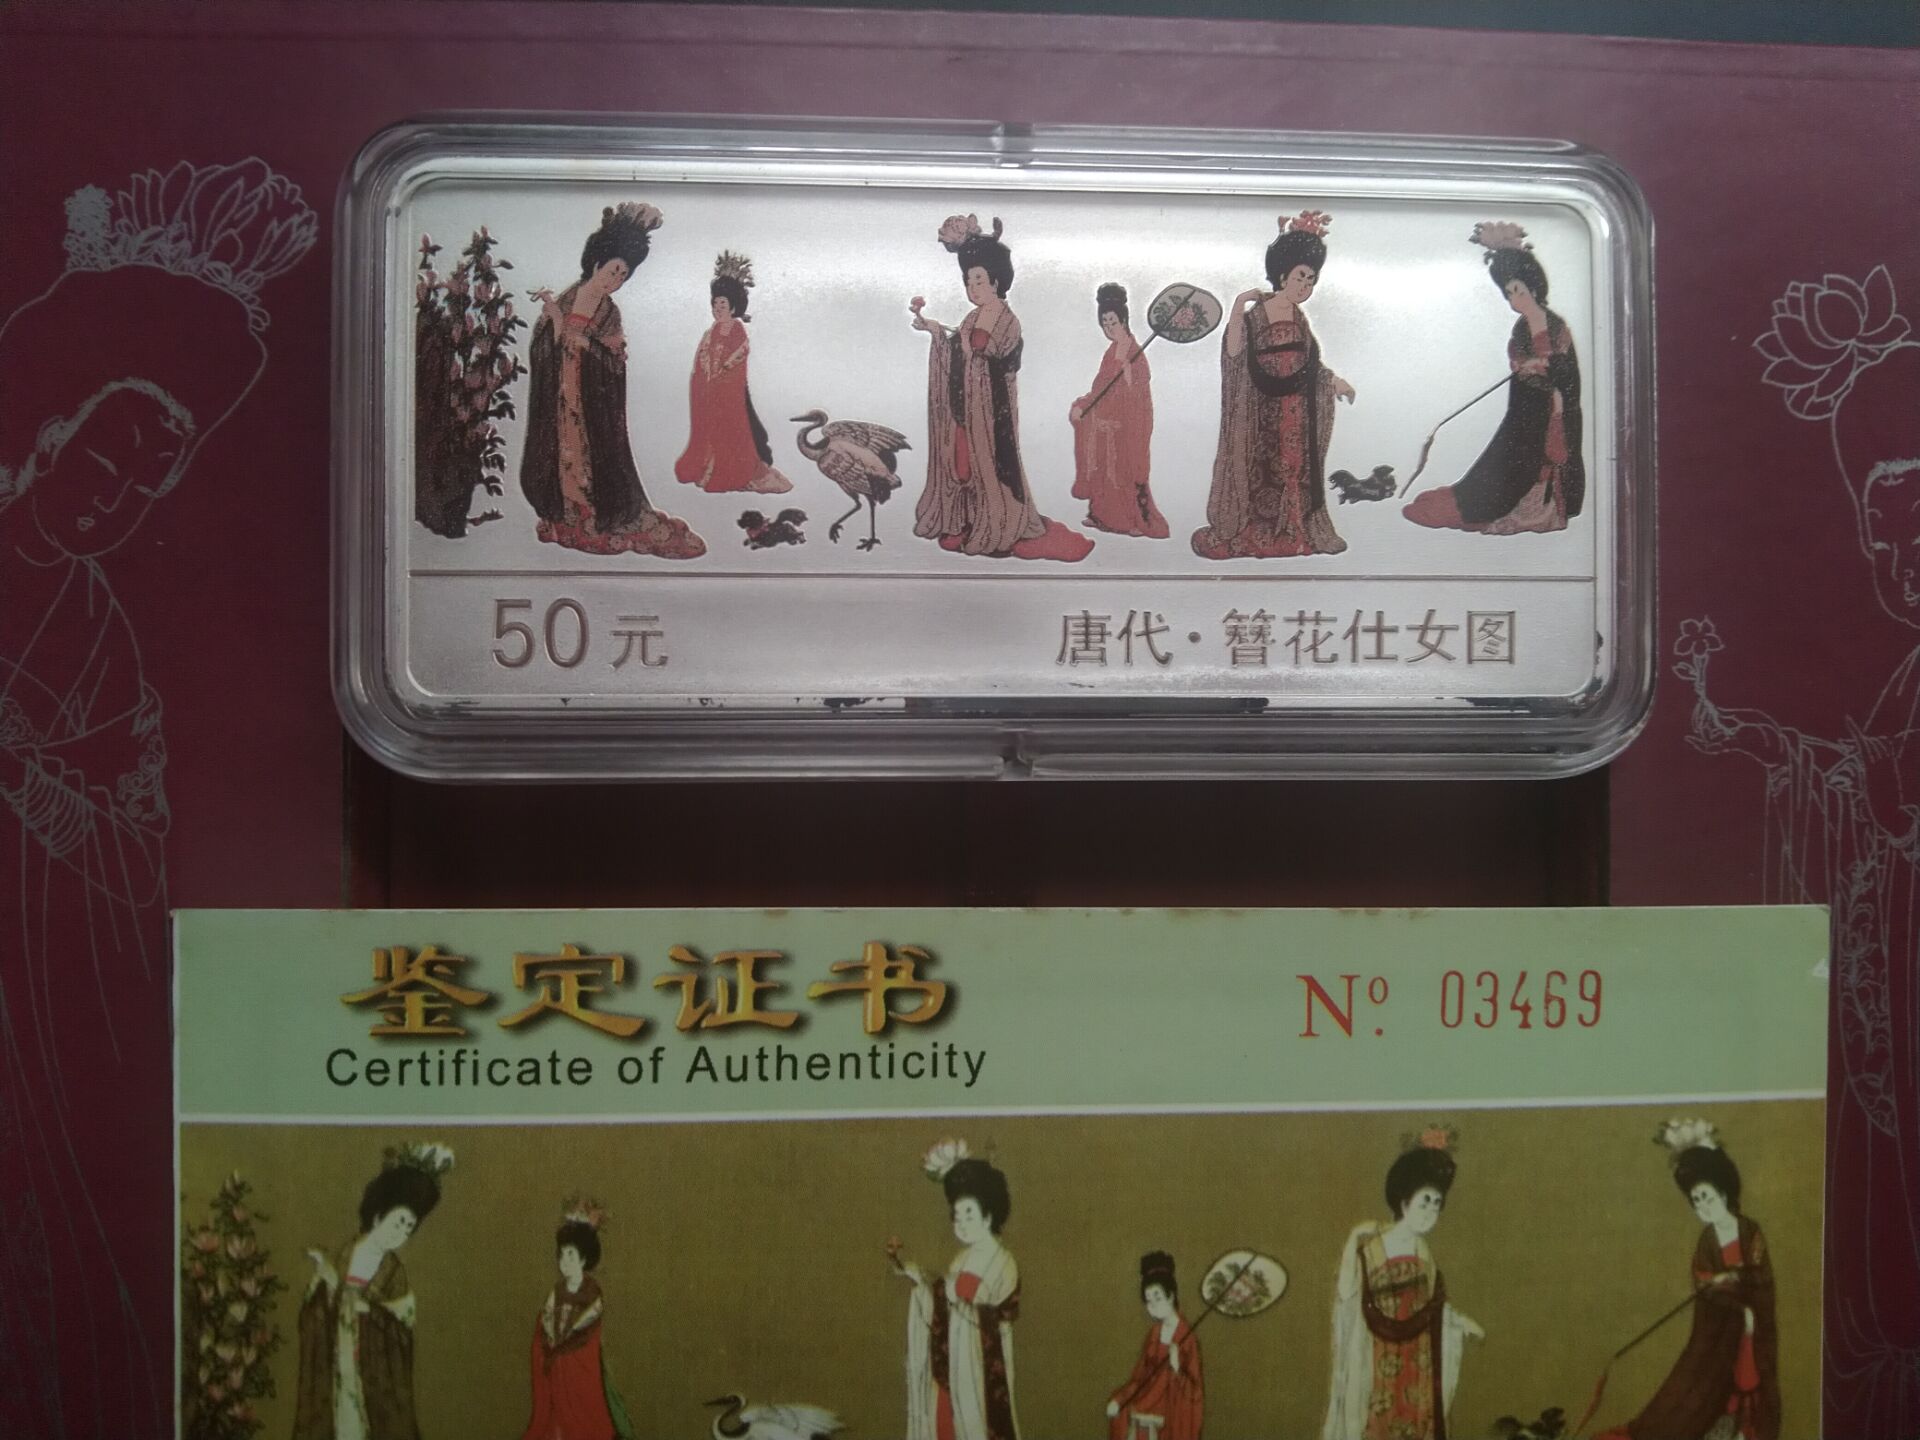 50元
唐代·簪花仕女图
鉴定证书
Certificate of Authenticity
Nº. 03469